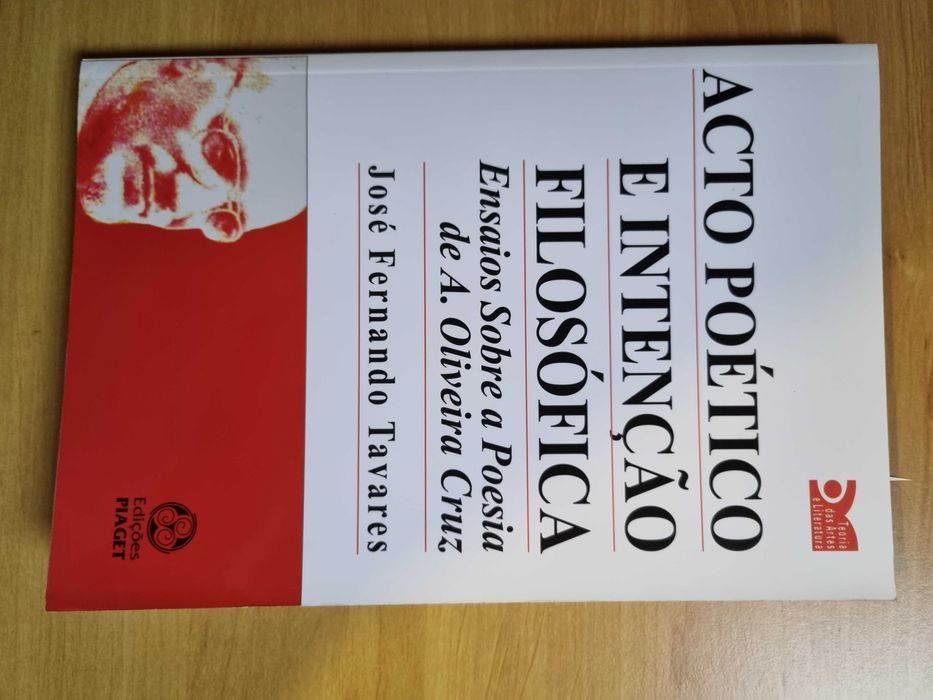 Teoria
das Artes
e Literatura
ACTO POÉTICO
E INTENÇÃO
FILOSÓFICA
Ensaios Sobre a Poesia
de A. Oliveira Cruz
José Fernando Tavares
Edições
PIAGET